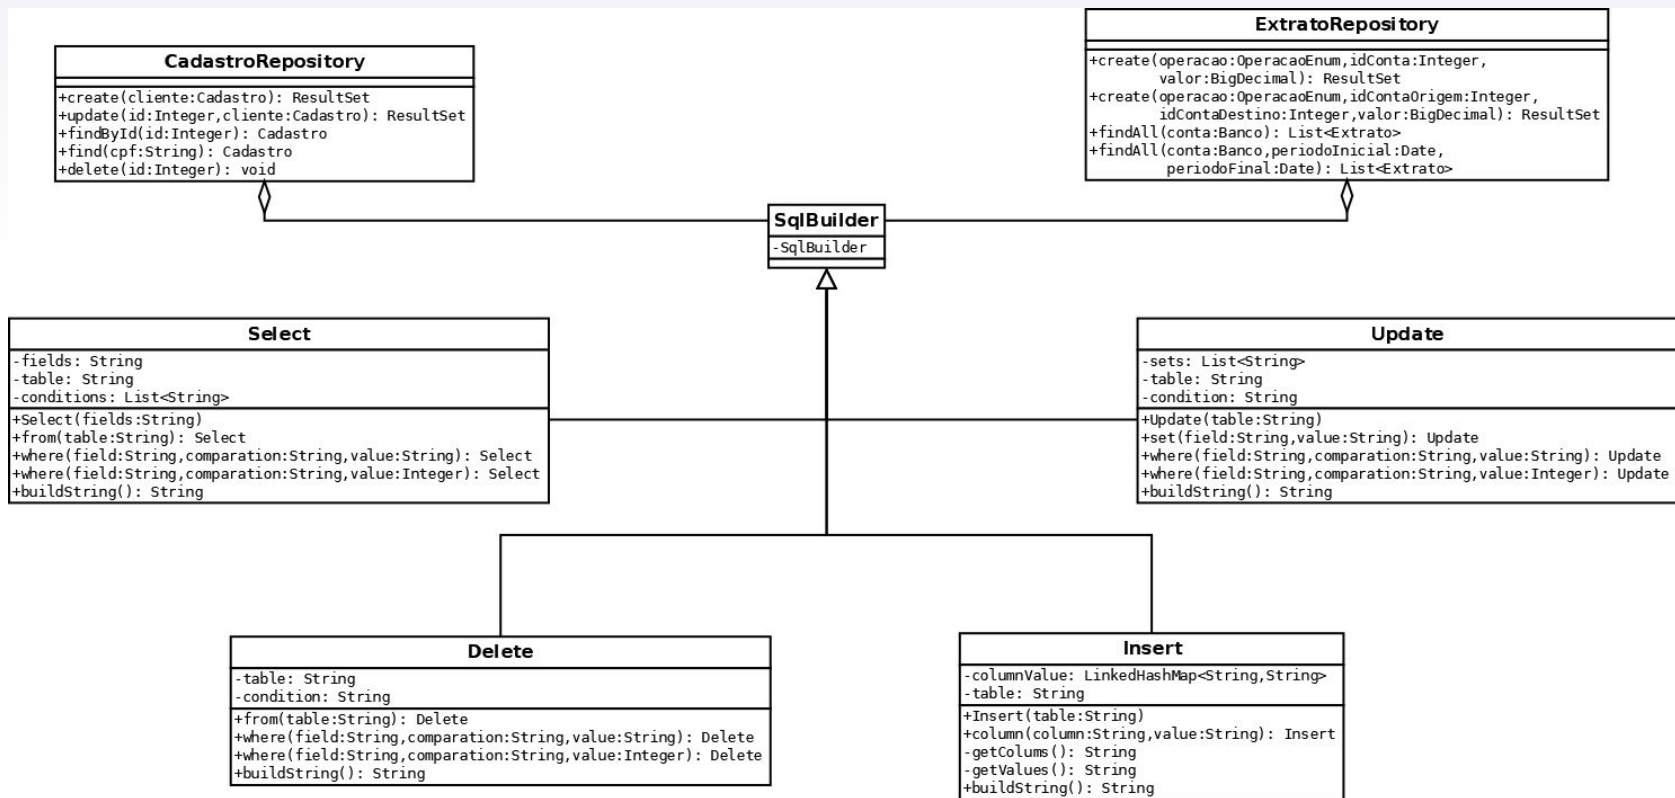 CadastroRepository
+create(cliente:Cadastro): ResultSet
+update(id:Integer,cliente:Cadastro): ResultSet
+findById(id:Integer): Cadastro
+find(cpf:String): Cadastro
+delete(id:Integer): void
ExtratoRepository
+create(operacao:OperacaoEnum,idConta:Integer,
valor:BigDecimal): ResultSet
+create(operacao:OperacaoEnum,idContaOrigem:Integer,
idContaDestino:Integer,valor:BigDecimal): ResultSet
+findAll(conta:Banco): List<Extrato>
+findAll(conta:Banco,periodoInicial:Date,
periodoFinal:Date): List<Extrato>
SqlBuilder
-SqlBuilder
Select
-fields: String
-table: String
-conditions: List<String>
+Select(fields:String)
+from(table:String): Select
+where(field:String,comparation:String,value:String): Select
+where(field:String,comparation:String,value:Integer): Select
+buildString(): String
Update
-sets: List<String>
-table: String
-condition: String
+Update(table:String)
+set(field:String,value:String): Update
+where(field:String,comparation:String,value:String): Update
+where(field:String,comparation:String,value:Integer): Update
+buildString(): String
Delete
-table: String
-condition: String
+from(table:String): Delete
+where(field:String,comparation:String,value:String): Delete
+where(field:String,comparation:String,value:Integer): Delete
+buildString(): String
Insert
-columnValue: LinkedHashMap<String,String>
-table: String
+Insert(table:String)
+column(column:String,value:String): Insert
-getColums(): String
-getValues(): String
+buildString(): String